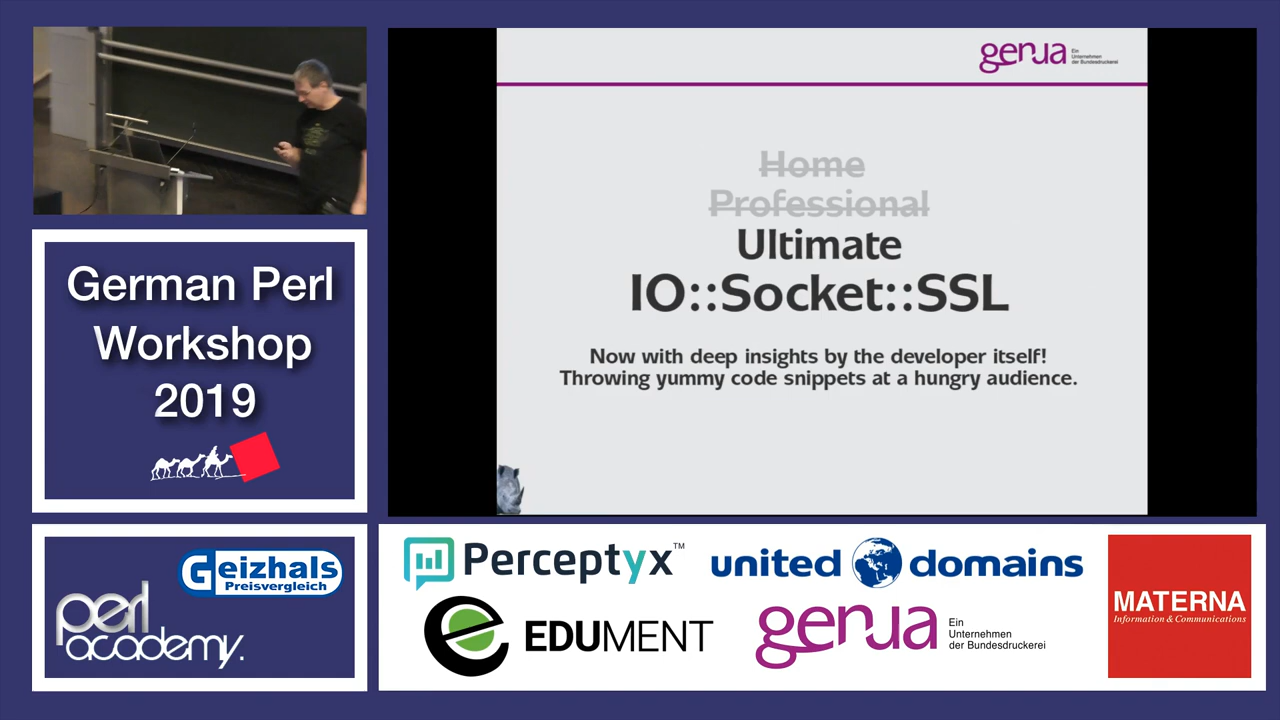 genua
Ein
Unternehmen
der Bundesdruckerei
Home
Professional
Ultimate
IO::Socket::SSL
Now with deep insights by the developer itself!
Throwing yummy code snippets at a hungry audience.
German Perl
Workshop
2019
Geizhals
Preisvergleich
perl
academy.
Perceptyx™
united domains
EDUMENT
genua
Ein
Unternehmen
der Bundesdruckerei
MATERNA
Information & Communications